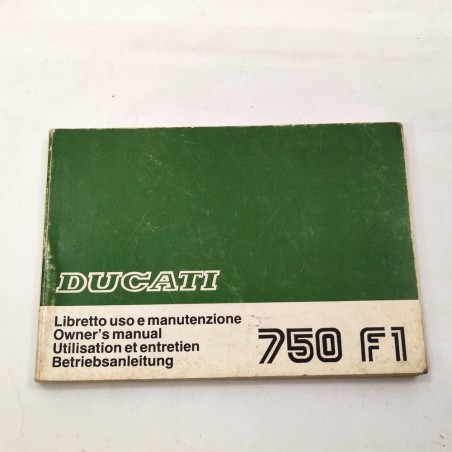 DUCATI
Libretto uso e manutenzione
Owner's manual
Utilisation et entretien
Betriebsanleitung
750 F1